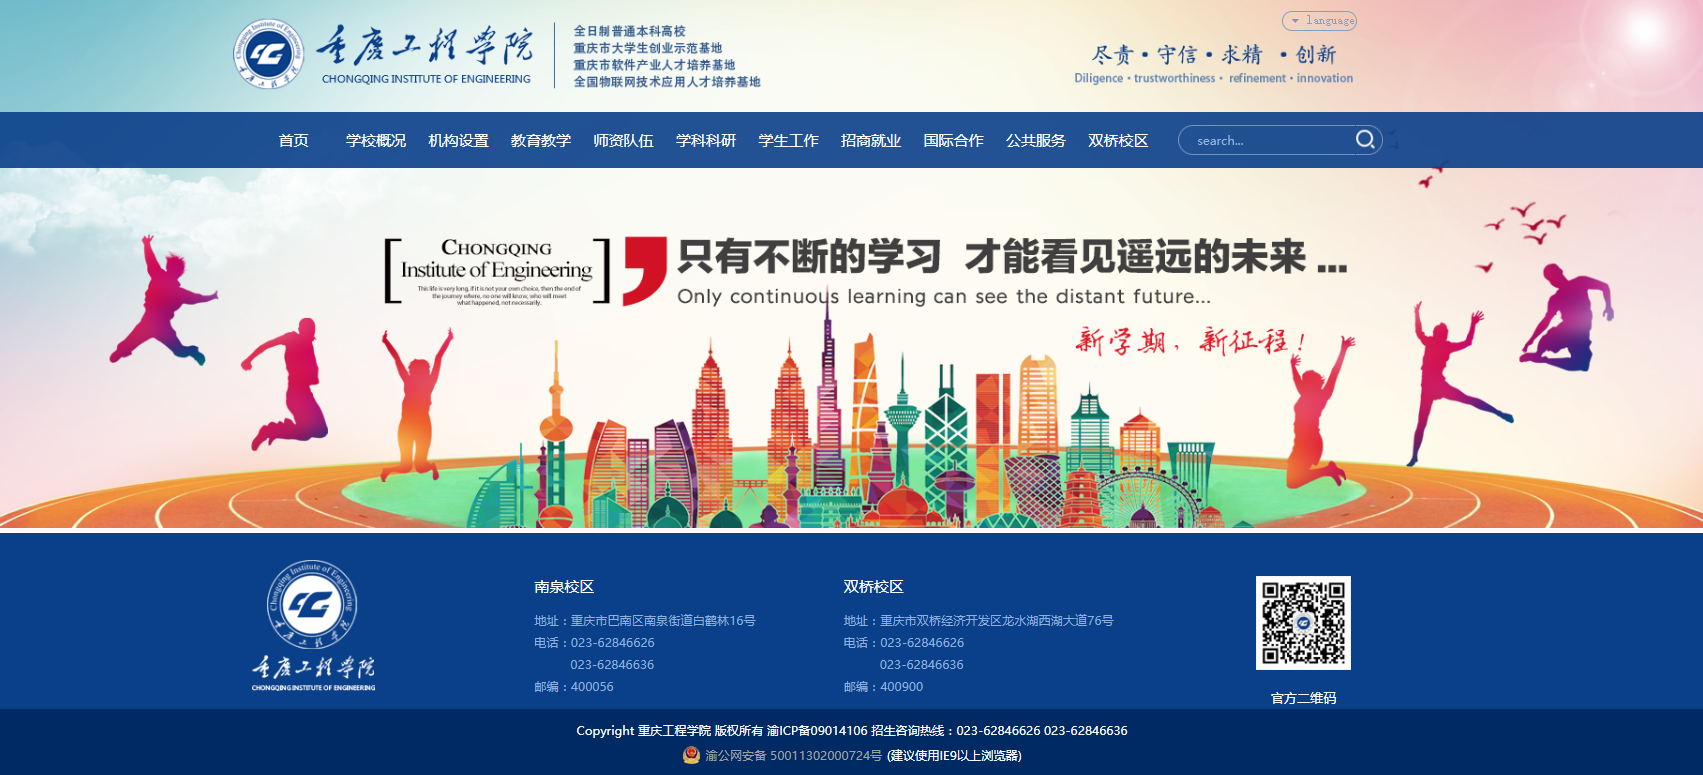 language
Chongqing Institute of Engineering
重庆工程学院
重庆工程学院
CHONGQING INSTITUTE OF ENGINEERING
全日制普通本科高校
重庆市大学生创业示范基地
重庆市软件产业人才培养基地
全国物联网技术应用人才培养基地
尽责·守信·求精 ·创新
Diligence · trustworthiness · refinement · innovation
首页 学校概况 机构设置 教育教学 师资队伍 学科科研 学生工作 招商就业 国际合作 公共服务 双桥校区 search...
CHONGQING
Institute of Engineering
This life is very long, if it is not your own choice, then the end of
the journey where, no one will know, who will meet
what happened, not necessarily.
只有不断的学习 才能看见遥远的未来 ...
Only continuous learning can see the distant future...
新学期，新征程！
Chongqing Institute of Engineering
重庆工程学院
重庆工程学院
CHONGQING INSTITUTE OF ENGINEERING
南泉校区
地址：重庆市巴南区南泉街道白鹤林16号
电话：023-62846626
023-62846636
邮编：400056
双桥校区
地址：重庆市双桥经济开发区龙水湖西湖大道76号
电话：023-62846626
023-62846636
邮编：400900
官方二维码
Copyright 重庆工程学院 版权所有 渝ICP备09014106 招生咨询热线：023-62846626 023-62846636
渝公网安备 50011302000724号 (建议使用IE9以上浏览器)